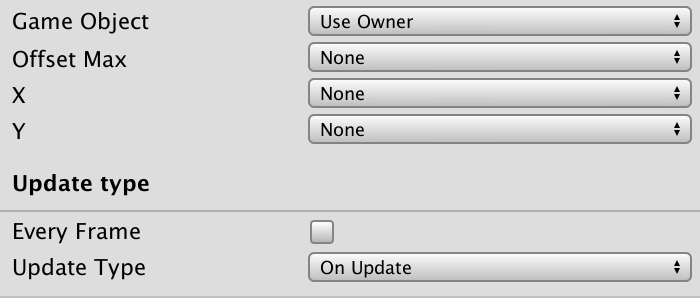 Game Object Use Owner
Offset Max None
X None
Y None
Update type
Every Frame
Update Type On Update